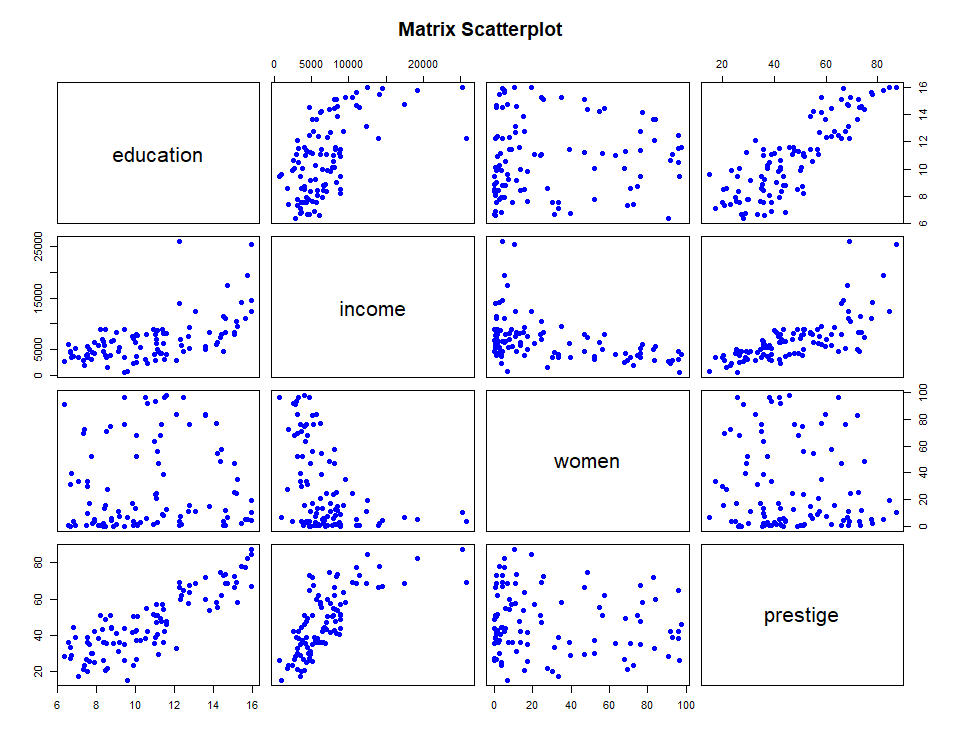 Matrix Scatterplot
0 5000 10000 20000
20 40 60 80
education
6 8 10 12 14 16
0 5000 15000 25000
income
women
0 20 40 60 80 100
20 40 60 80
prestige
6 8 10 12 14 16
0 20 40 60 80 100